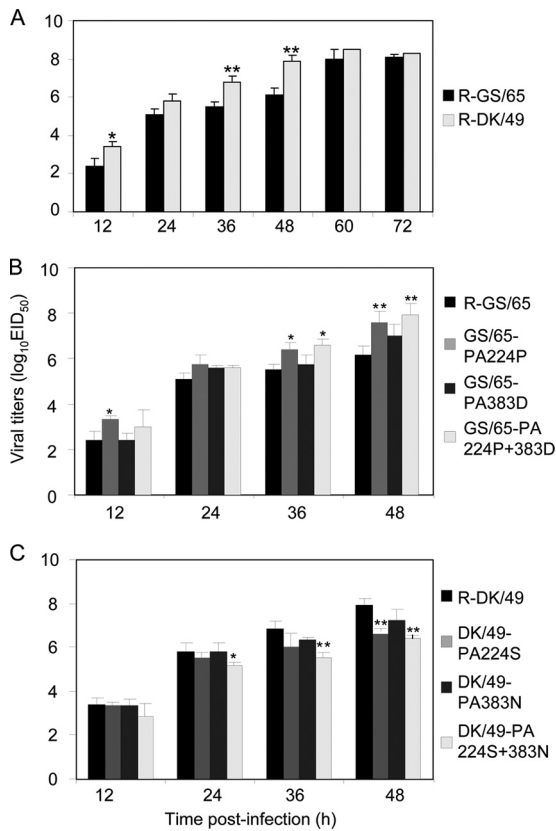 A
10
8
6
4
2
0
*
**
**
12 24 36 48 60 72
R-GS/65
R-DK/49
B
Viral titers (log10EID50)
10
8
6
4
2
0
*
*
*
**
**
12 24 36 48
R-GS/65
GS/65-
PA224P
GS/65-
PA383D
GS/65-PA
224P+383D
C
10
8
6
4
2
0
*
**
**
**
12 24 36 48
Time post-infection (h)
R-DK/49
DK/49-
PA224S
DK/49-
PA383N
DK/49-PA
224S+383N